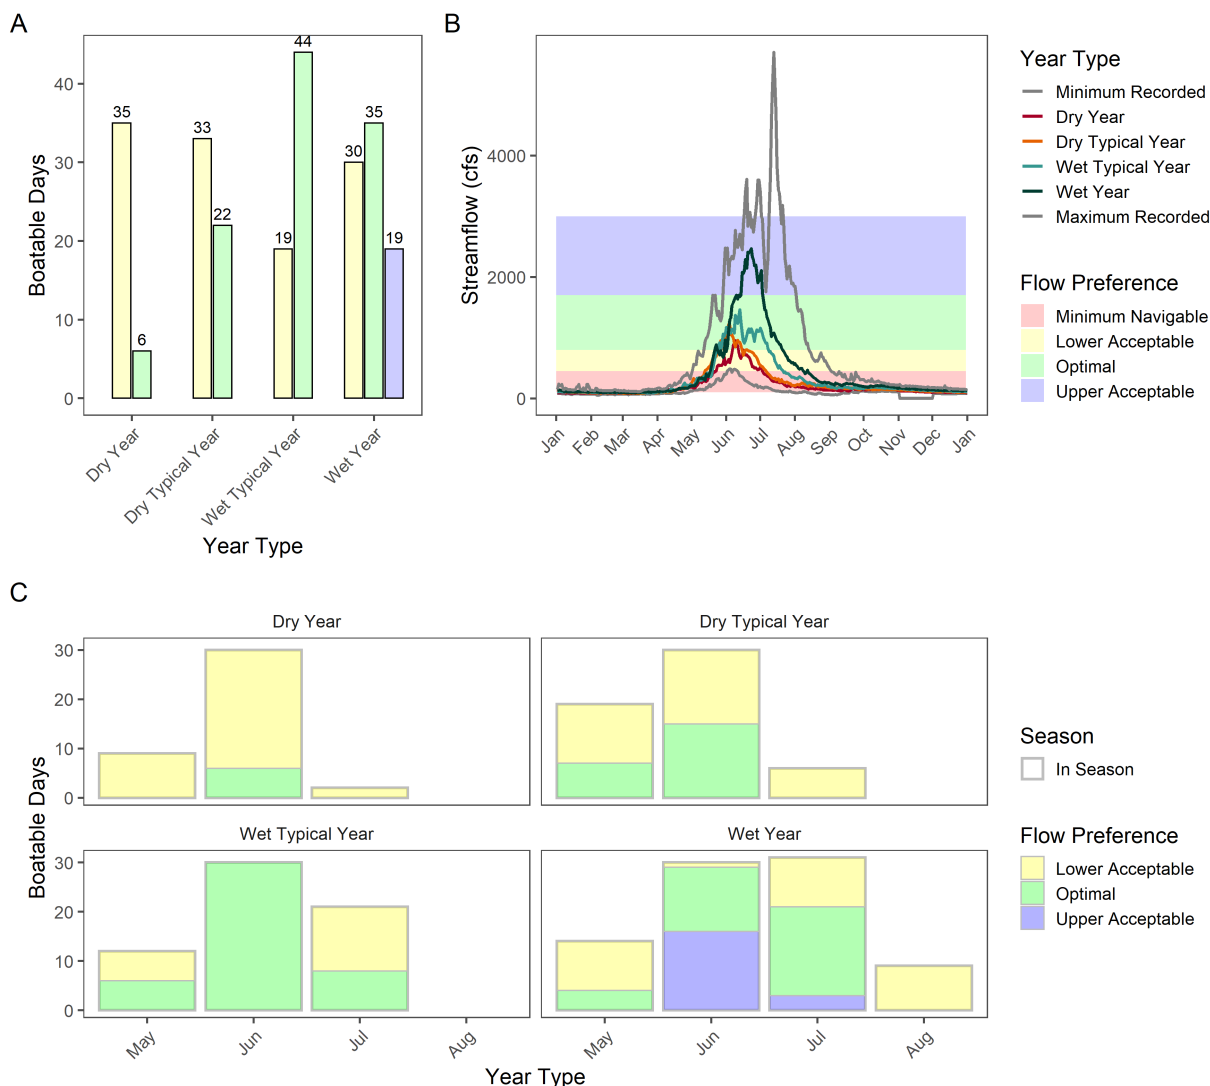 A
B
Boatable Days
40
30
20
10
0
35
6
33
22
19
44
30
35
19
Dry Year
Dry Typical Year
Wet Typical Year
Wet Year
Year Type
Streamflow (cfs)
4000
2000
0
Jan
Feb
Mar
Apr
May
Jun
Jul
Aug
Sep
Oct
Nov
Dec
Jan
Year Type
Minimum Recorded
Dry Year
Dry Typical Year
Wet Typical Year
Wet Year
Maximum Recorded
Flow Preference
Minimum Navigable
Lower Acceptable
Optimal
Upper Acceptable
C
Boatable Days
Dry Year
Dry Typical Year
30
20
10
0
Wet Typical Year
Wet Year
30
20
10
0
May
Jun
Jul
Aug
May
Jun
Jul
Aug
Year Type
Season
In Season
Flow Preference
Lower Acceptable
Optimal
Upper Acceptable